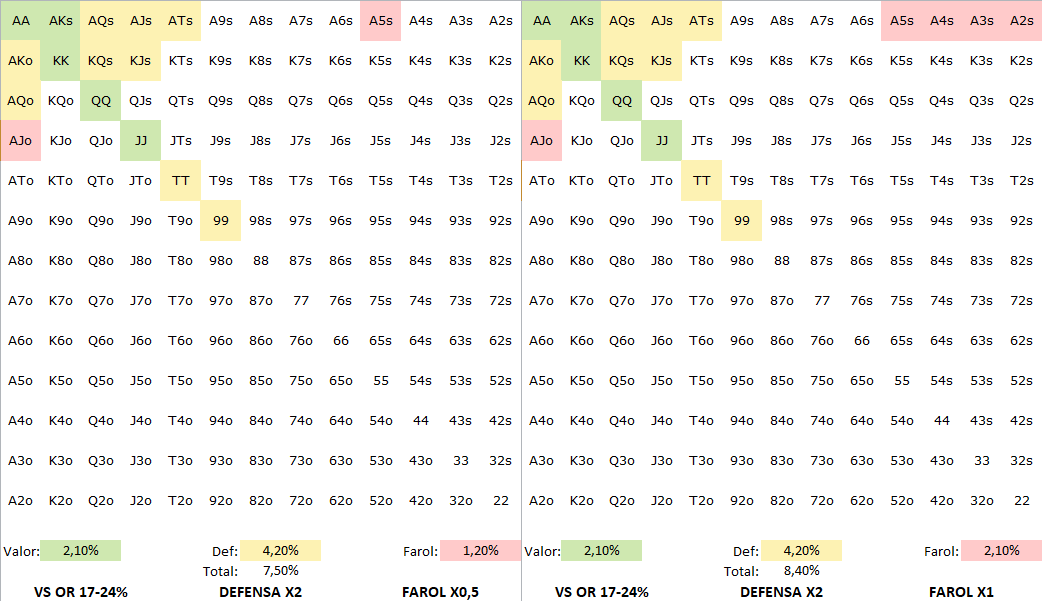 AA AKs AQs AJs ATs A9s A8s A7s A6s A5s A4s A3s A2s AA AKs AQs AJs ATs A9s A8s A7s A6s A5s A4s A3s A2s
AKo KK KQs KJs KTs K9s K8s K7s K6s K5s K4s K3s K2s AKo KK KQs KJs KTs K9s K8s K7s K6s K5s K4s K3s K2s
AQo KQo QQ QJs QTs Q9s Q8s Q7s Q6s Q5s Q4s Q3s Q2s AQo KQo QQ QJs QTs Q9s Q8s Q7s Q6s Q5s Q4s Q3s Q2s
AJo KJo QJo JJ JTs J9s J8s J7s J6s J5s J4s J3s J2s AJo KJo QJo JJ JTs J9s J8s J7s J6s J5s J4s J3s J2s
ATo KTo QTo JTo TT T9s T8s T7s T6s T5s T4s T3s T2s ATo KTo QTo JTo TT T9s T8s T7s T6s T5s T4s T3s T2s
A9o K9o Q9o J9o T9o 99 98s 97s 96s 95s 94s 93s 92s A9o K9o Q9o J9o T9o 99 98s 97s 96s 95s 94s 93s 92s
A8o K8o Q8o J8o T8o 98o 88 87s 86s 85s 84s 83s 82s A8o K8o Q8o J8o T8o 98o 88 87s 86s 85s 84s 83s 82s
A7o K7o Q7o J7o T7o 97o 87o 77 76s 75s 74s 73s 72s A7o K7o Q7o J7o T7o 97o 87o 77 76s 75s 74s 73s 72s
A6o K6o Q6o J6o T6o 96o 86o 76o 66 65s 64s 63s 62s A6o K6o Q6o J6o T6o 96o 86o 76o 66 65s 64s 63s 62s
A5o K5o Q5o J5o T5o 95o 85o 75o 65o 55 54s 53s 52s A5o K5o Q5o J5o T5o 95o 85o 75o 65o 55 54s 53s 52s
A4o K4o Q4o J4o T4o 94o 84o 74o 64o 54o 44 43s 42s A4o K4o Q4o J4o T4o 94o 84o 74o 64o 54o 44 43s 42s
A3o K3o Q3o J3o T3o 93o 83o 73o 63o 53o 43o 33 32s A3o K3o Q3o J3o T3o 93o 83o 73o 63o 53o 43o 33 32s
A2o K2o Q2o J2o T2o 92o 82o 72o 62o 52o 42o 32o 22 A2o K2o Q2o J2o T2o 92o 82o 72o 62o 52o 42o 32o 22
Valor: 2,10% Def: 4,20% Farol: 1,20% Valor: 2,10% Def: 4,20% Farol: 2,10%
Total: 7,50% Total: 8,40%
VS OR 17-24% DEFENSA X2 FAROL X0,5 VS OR 17-24% DEFENSA X2 FAROL X1